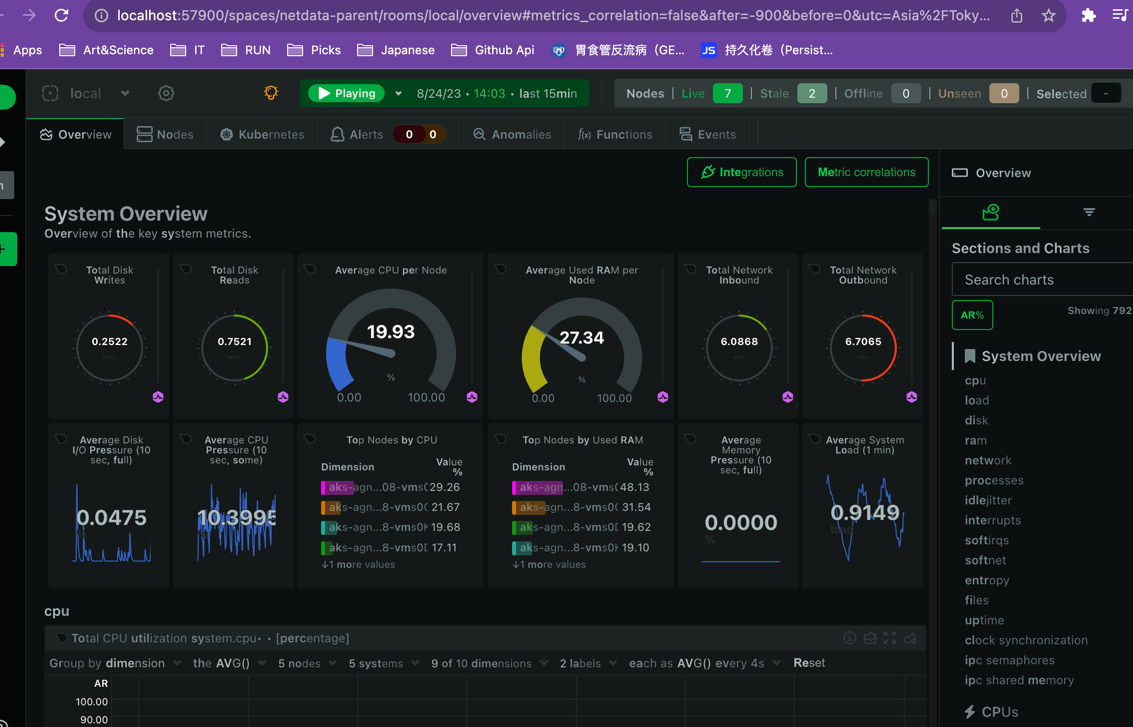 localhost:57900/spaces/netdata-parent/rooms/local/overview#metrics_correlation=false&after=-900&before=0&utc=Asia%2FToky...
Apps Art&Science IT RUN Picks Japanese Github Api 胃食管反流病（GE... JS 持久化卷（Persist...
local Playing 8/24/23 • 14:03 • last 15min Nodes | Live 7 | Stale 2 | Offline 0 | Unseen 0 | Selected -
Overview Nodes Kubernetes Alerts 0 0 Anomalies f(x) Functions Events
Integrations Metric correlations
System Overview
Overview of the key system metrics.
Total Disk Writes
0.2522
Total Disk Reads
0.7521
Average CPU per Node
19.93
%
0.00 100.00
Average Used RAM per Node
27.34
%
0.00 100.00
Total Network Inbound
6.0868
Total Network Outbound
6.7065
Average Disk I/O Pressure (10 sec, full)
0.0475
Average CPU Pressure (10 sec, some)
10.3995
Top Nodes by CPU
Dimension Value %
aks-agn...08-vms0 29.26
aks-agn...8-vms00 21.67
aks-agn...8-vms0 19.68
aks-agn...8-vms0 17.11
↓1 more values
Top Nodes by Used RAM
Dimension Value %
aks-agn...08-vms0 48.13
aks-agn...8-vms00 31.54
aks-agn...8-vms0 19.62
aks-agn...8-vms0 19.10
↓1 more values
Average Memory Pressure (10 sec, full)
0.0000
%
Average System Load (1 min)
0.9149
load
cpu
Total CPU utilization system.cpu • • [percentage]
Group by dimension the AVG() 5 nodes 5 systems 9 of 10 dimensions 2 labels each as AVG() every 4s Reset
AR
100.00
90.00
Overview
Sections and Charts
Search charts
AR% Showing 792
System Overview
cpu
load
disk
ram
network
processes
idlejitter
interrupts
softirqs
softnet
entropy
files
uptime
clock synchronization
ipc semaphores
ipc shared memory
CPUs